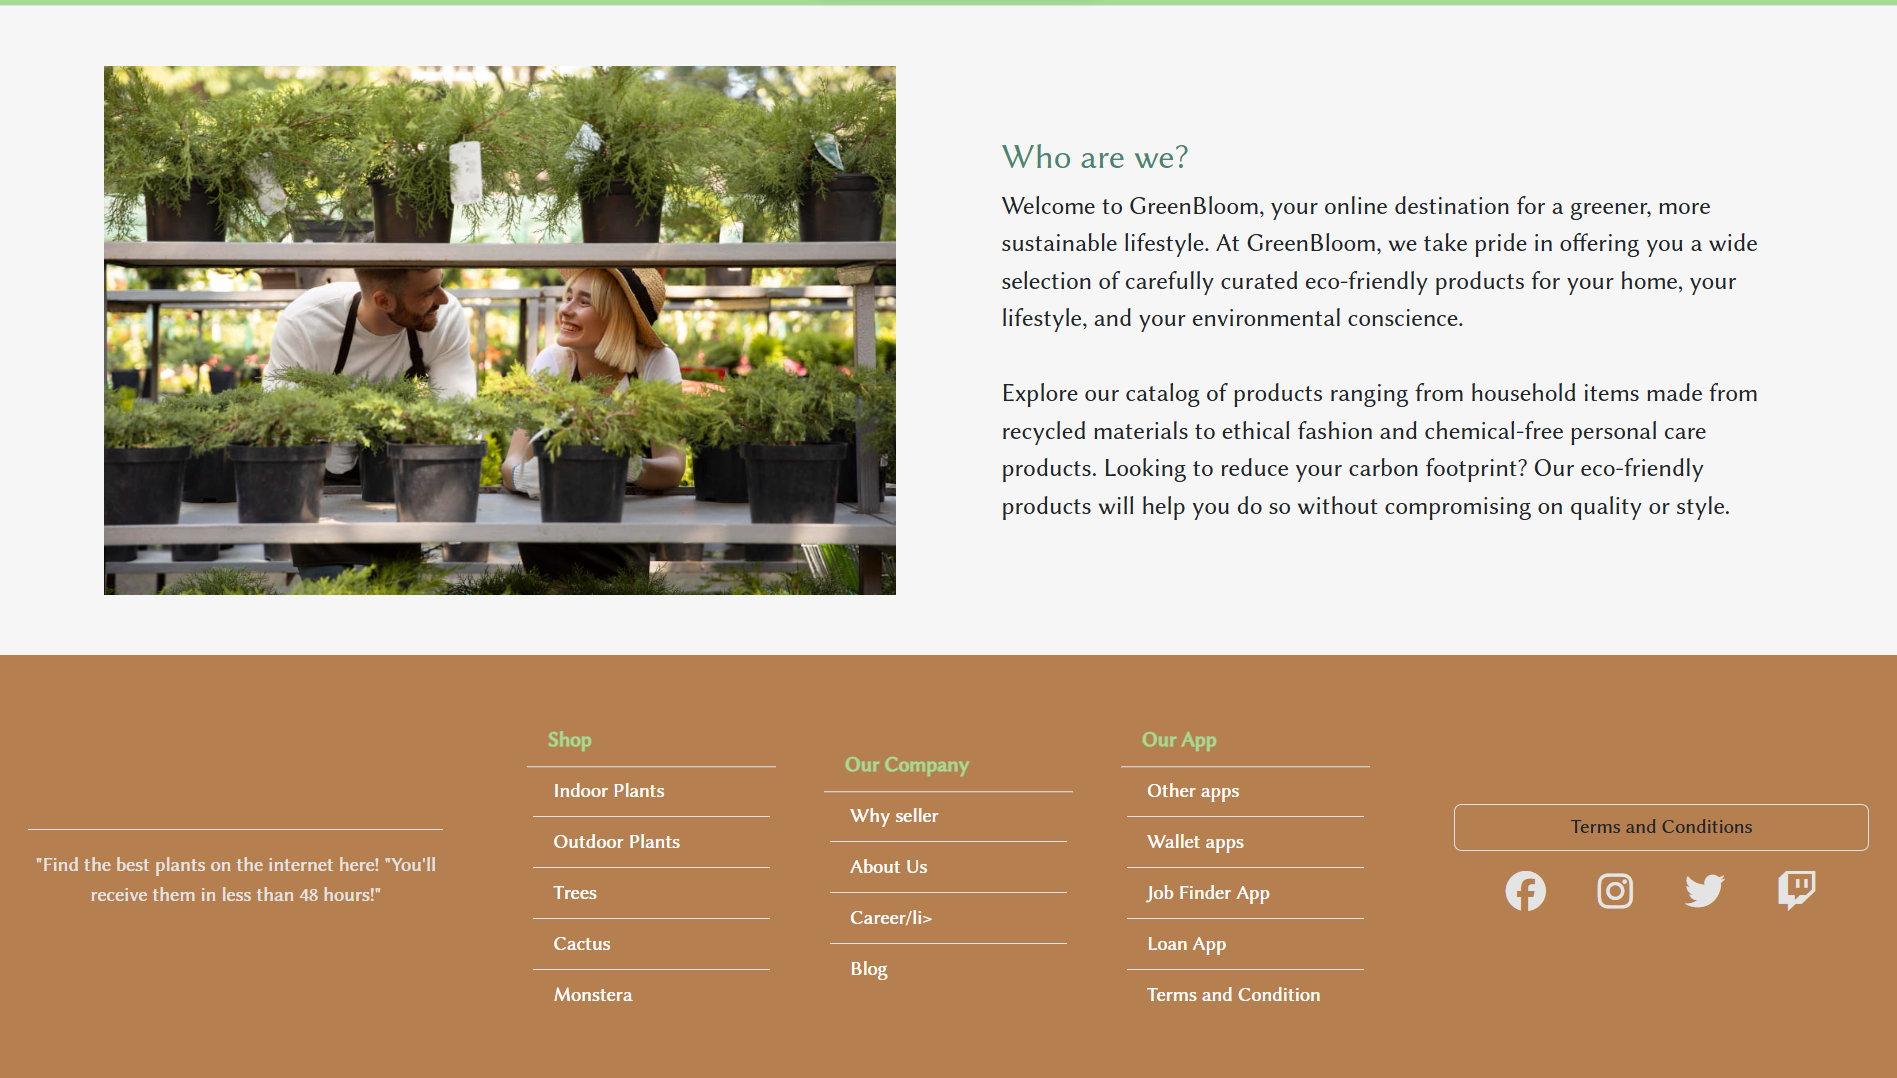 Who are we?
Welcome to GreenBloom, your online destination for a greener, more
sustainable lifestyle. At GreenBloom, we take pride in offering you a wide
selection of carefully curated eco-friendly products for your home, your
lifestyle, and your environmental conscience.
Explore our catalog of products ranging from household items made from
recycled materials to ethical fashion and chemical-free personal care
products. Looking to reduce your carbon footprint? Our eco-friendly
products will help you do so without compromising on quality or style.
"Find the best plants on the internet here! "You'll
receive them in less than 48 hours!"
Shop
Indoor Plants
Outdoor Plants
Trees
Cactus
Monstera
Our Company
Why seller
About Us
Career/li>
Blog
Our App
Other apps
Wallet apps
Job Finder App
Loan App
Terms and Condition
Terms and Conditions